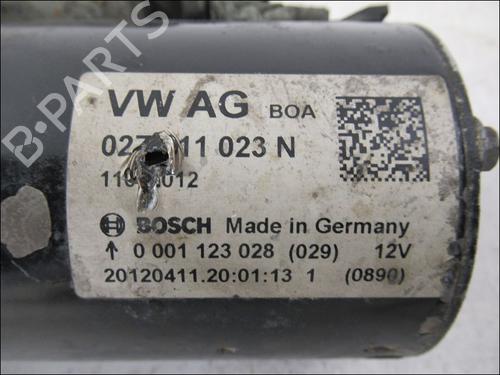 B-PARTS
VW AG BOA
11 023 N
012
BOSCH Made in Germany
0 001 123 028 (029) 12V
20120411.20:01:13 1 (0890)